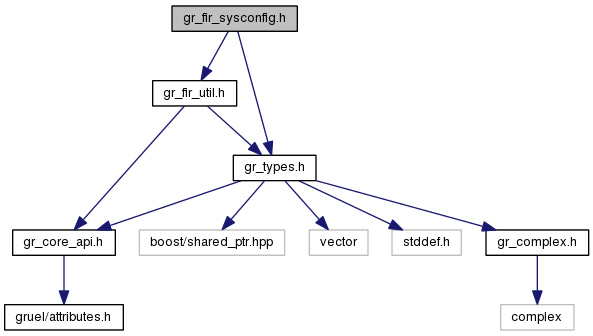 gr_fir_sysconfig.h
gr_fir_util.h
gr_types.h
gr_core_api.h
boost/shared_ptr.hpp
vector
stddef.h
gr_complex.h
gruel/attributes.h
complex